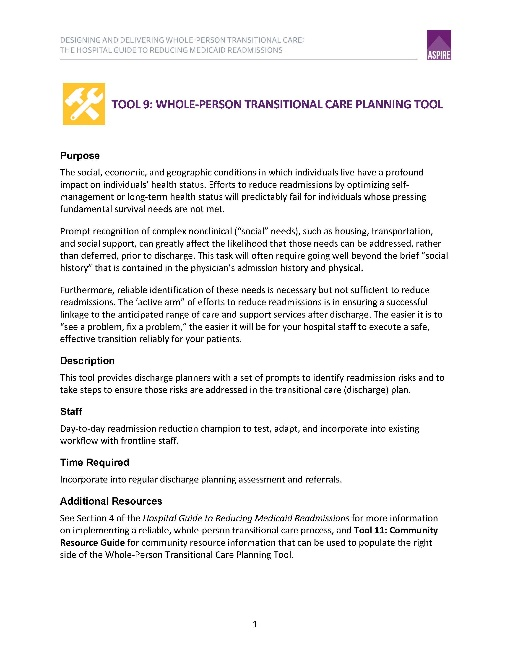 DESIGNING AND DELIVERING WHOLE-PERSON TRANSITIONAL CARE:
THE HOSPITAL GUIDE TO REDUCING MEDICAID READMISSIONS
ASPIRE
TOOL 9: WHOLE-PERSON TRANSITIONAL CARE PLANNING TOOL
Purpose
The social, economic, and geographic conditions in which individuals live have a profound
impact on individuals' health status. Efforts to reduce readmissions by optimizing self-
management or long-term health status will predictably fail for individuals whose pressing
fundamental survival needs are not met.
Prompt recognition of complex nonclinical ("social" needs), such as housing, transportation,
and social support, can greatly affect the likelihood that those needs can be addressed, rather
than deferred, prior to discharge. This task will often require going well beyond the brief "social
history" that is contained in the physician's admission history and physical.
Furthermore, reliable identification of these needs is necessary but not sufficient to reduce
readmissions. The "active arm" of efforts to reduce readmissions is in ensuring a successful
linkage to the anticipated range of care and support services after discharge. The easier it is to
"see a problem, fix a problem," the easier it will be for your hospital staff to execute a safe,
effective transition reliably for your patients.
Description
This tool provides discharge planners with a set of prompts to identify readmission risks and to
take steps to ensure those risks are addressed in the transitional care (discharge) plan.
Staff
Day-to-day readmission reduction champion to test, adapt, and incorporate into existing
workflow with frontline staff.
Time Required
Incorporate into regular discharge planning assessment and referrals.
Additional Resources
See Section 4 of the Hospital Guide to Reducing Medicaid Readmissions for more information
on implementing a reliable, whole-person transitional care process, and Tool 11: Community
Resource Guide for community resource information that can be used to populate the right
side of the Whole-Person Transitional Care Planning Tool.
1